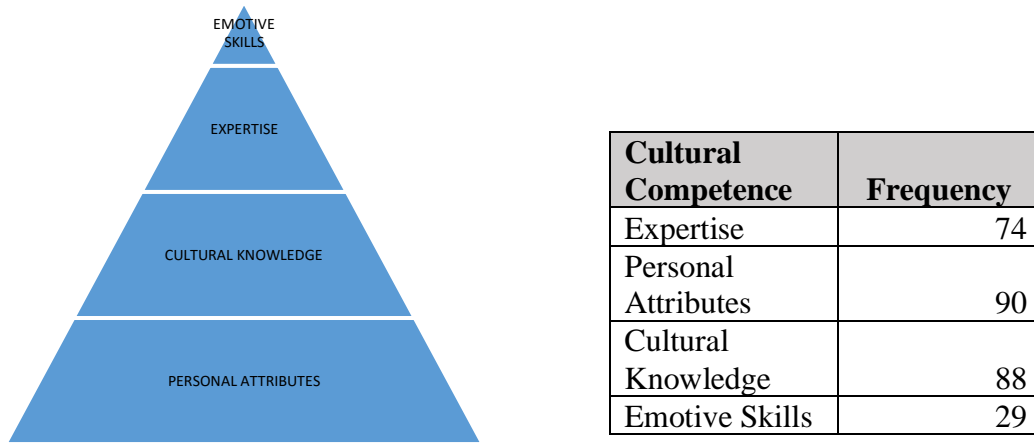 EMOTIVE
SKILLS
EXPERTISE
CULTURAL KNOWLEDGE
PERSONAL ATTRIBUTES
Cultural
Competence Frequency
Expertise 74
Personal
Attributes 90
Cultural
Knowledge 88
Emotive Skills 29